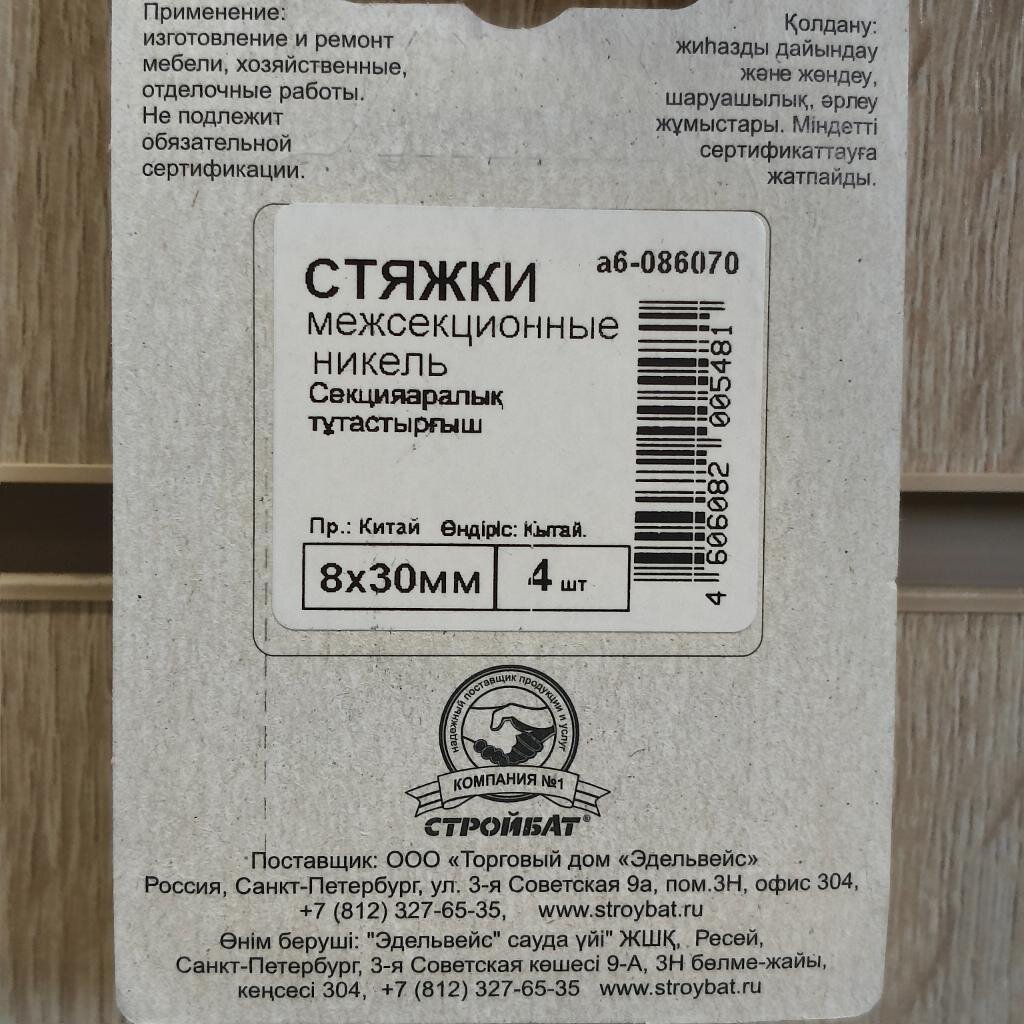 Применение:
изготовление и ремонт
мебели, хозяйственные,
отделочные работы.
Не подлежит
обязательной
сертификации.
Қолдану:
жиһазды дайындау
және жөндеу,
шаруашылық, әрлеу
жұмыстары. Міндетті
сертификаттауға
жатпайды.
СТЯЖКИ
межсекционные
никель
Секцияаралық
тұтастырғыш
а6-086070
4 606082 005481
Пр.: Китай Өндіріс: Қытай.
8х30мм
4 шт
надежный поставщик продукции и услуг
КОМПАНИЯ №1
СТРОЙБАТ®
Поставщик: ООО «Торговый дом «Эдельвейс»
Россия, Санкт-Петербург, ул. 3-я Советская 9а, пом.3Н, офис 304,
+7 (812) 327-65-35, www.stroybat.ru
Өнім беруші: "Эдельвейс" сауда үйі" ЖШҚ, Ресей,
Санкт-Петербург, 3-я Советская көшесі 9-А, 3Н бөлме-жайы,
кеңсесі 304, +7 (812) 327-65-35 www.stroybat.ru